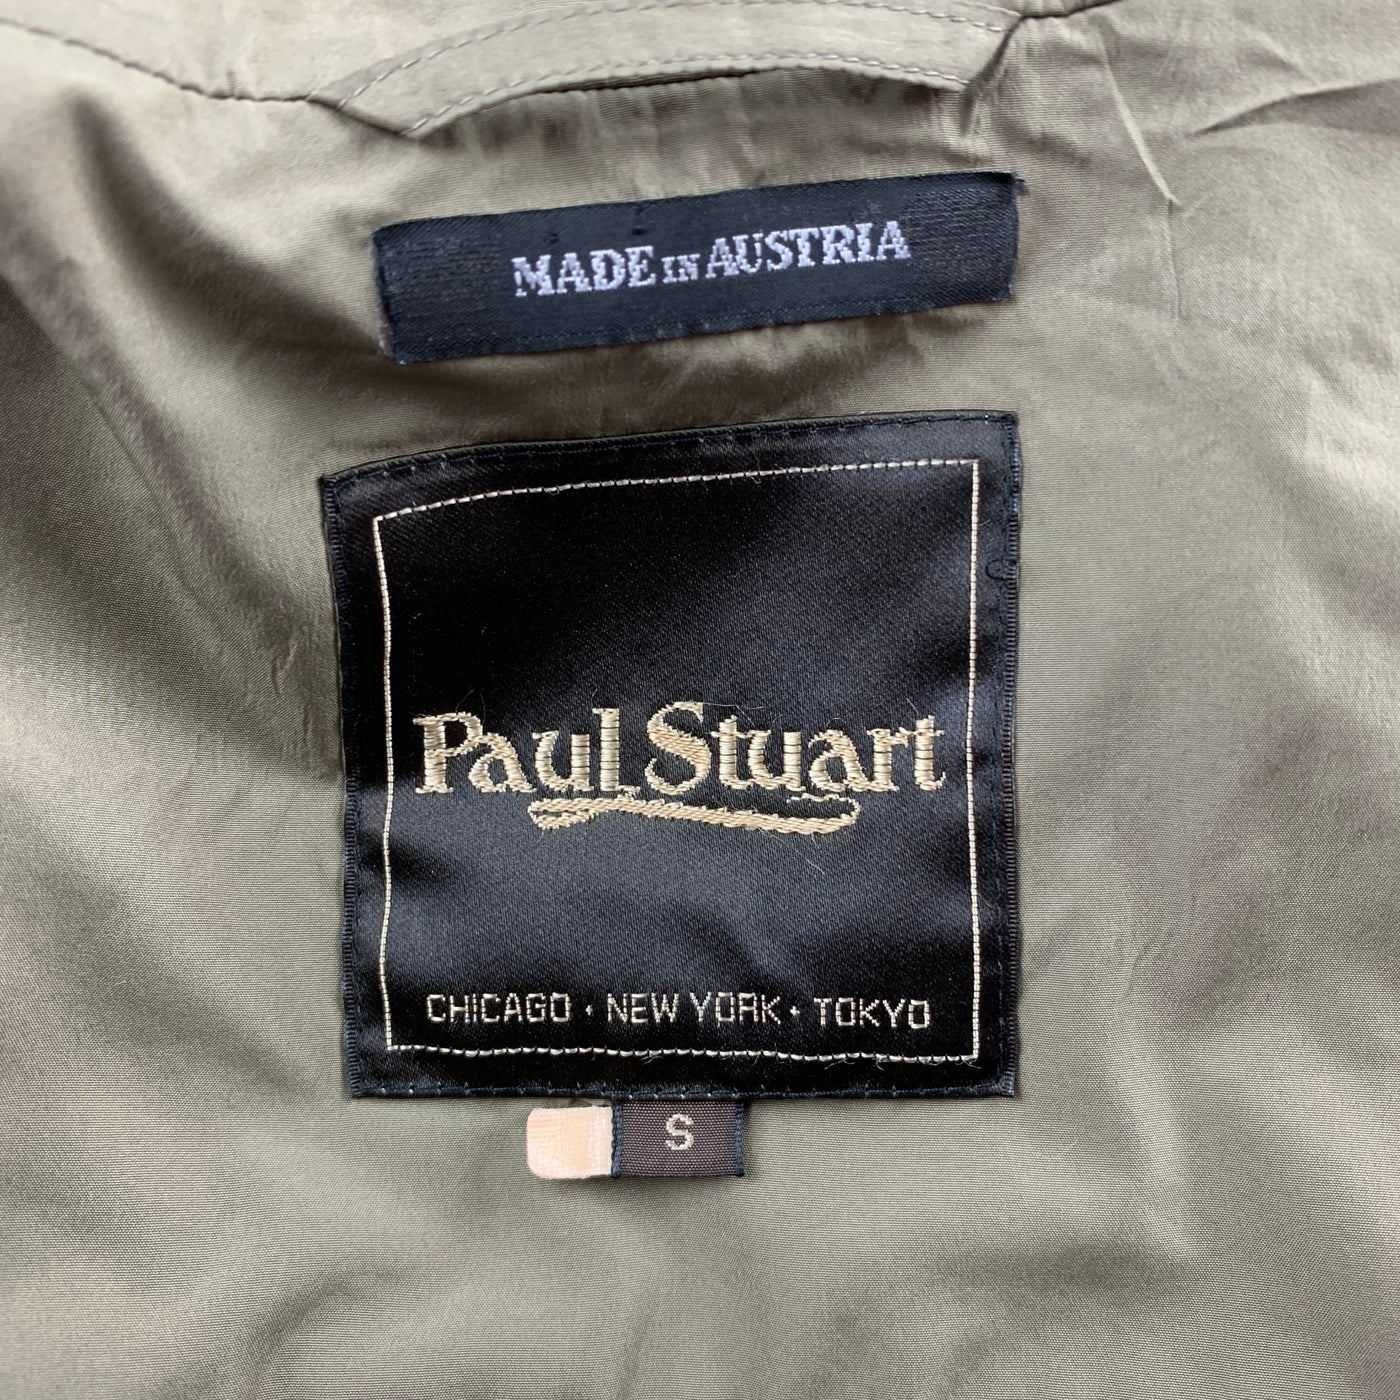 MADE IN AUSTRIA
Paul Stuart
CHICAGO · NEW YORK · TOKYO
S